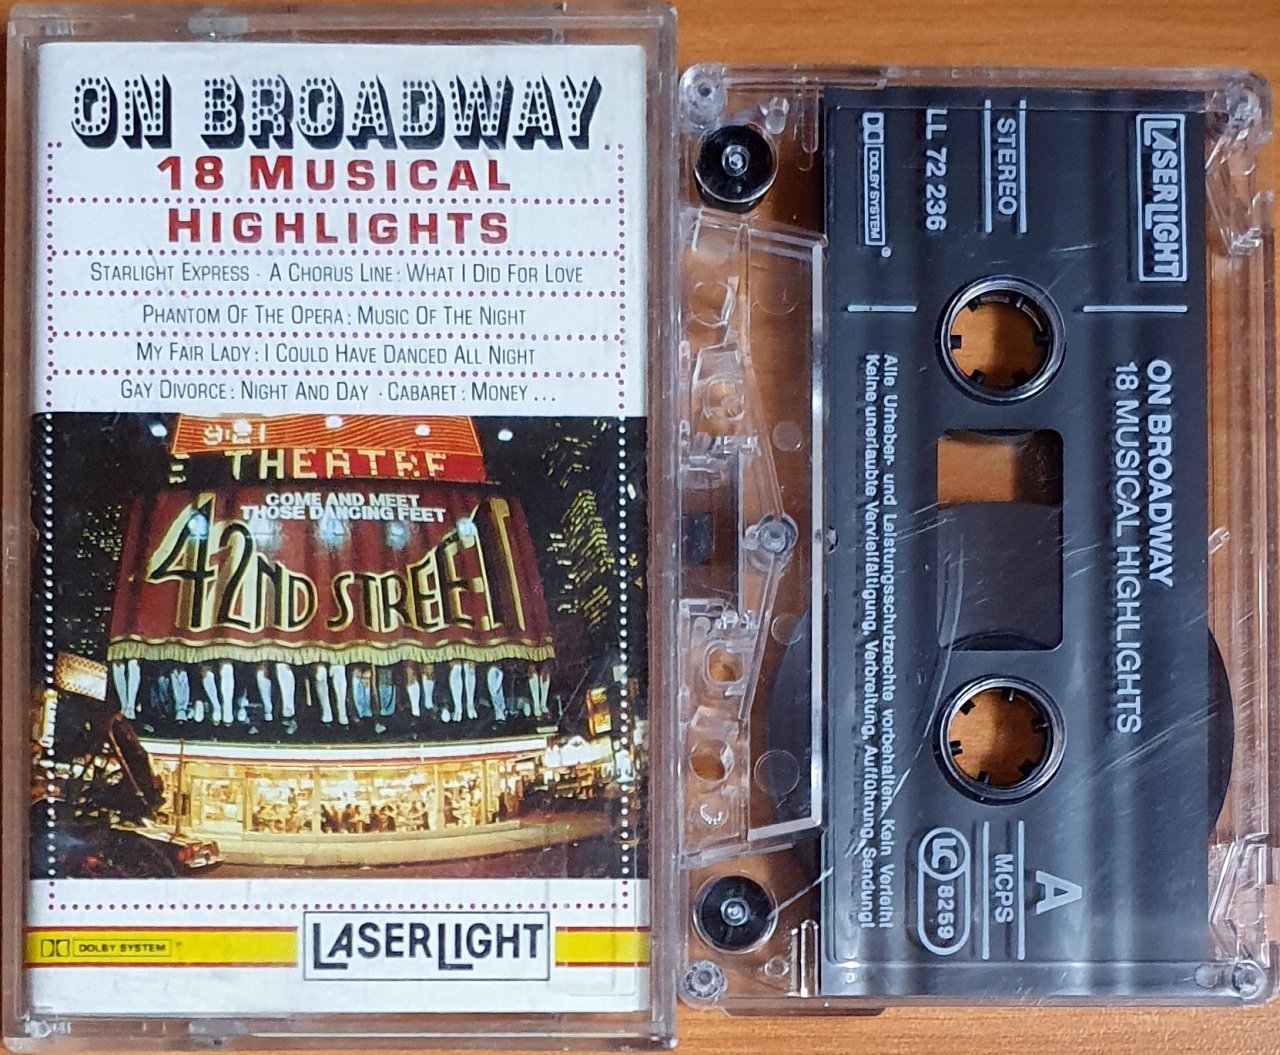 ON BROADWAY
18 MUSICAL
HIGHLIGHTS
STARLIGHT EXPRESS · A CHORUS LINE: WHAT I DID FOR LOVE
PHANTOM OF THE OPERA: MUSIC OF THE NIGHT
MY FAIR LADY: I COULD HAVE DANCED ALL NIGHT
GAY DIVORCE: NIGHT AND DAY · CABARET: MONEY ...
THEATRE
COME AND MEET
THOSE DANCING FEET
42ND STREET
DOLBY SYSTEM
LASERLIGHT
LASERLIGHT
STEREO
LL 72 236
DOLBY SYSTEM
ON BROADWAY
18 MUSICAL HIGHLIGHTS
Alle Urheber- und Leistungsschutzrechte vorbehalten. Kein Verleih!
Keine unerlaubte Vervielfältigung, Verbreitung, Aufführung, Sendung!
A
MCPS
LC 8259